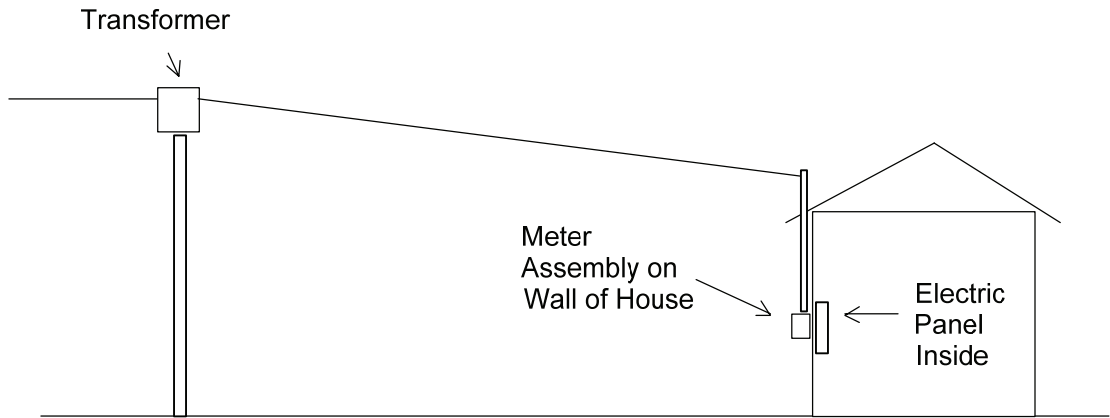 Transformer
Meter
Assembly on
Wall of House
Electric
Panel
Inside